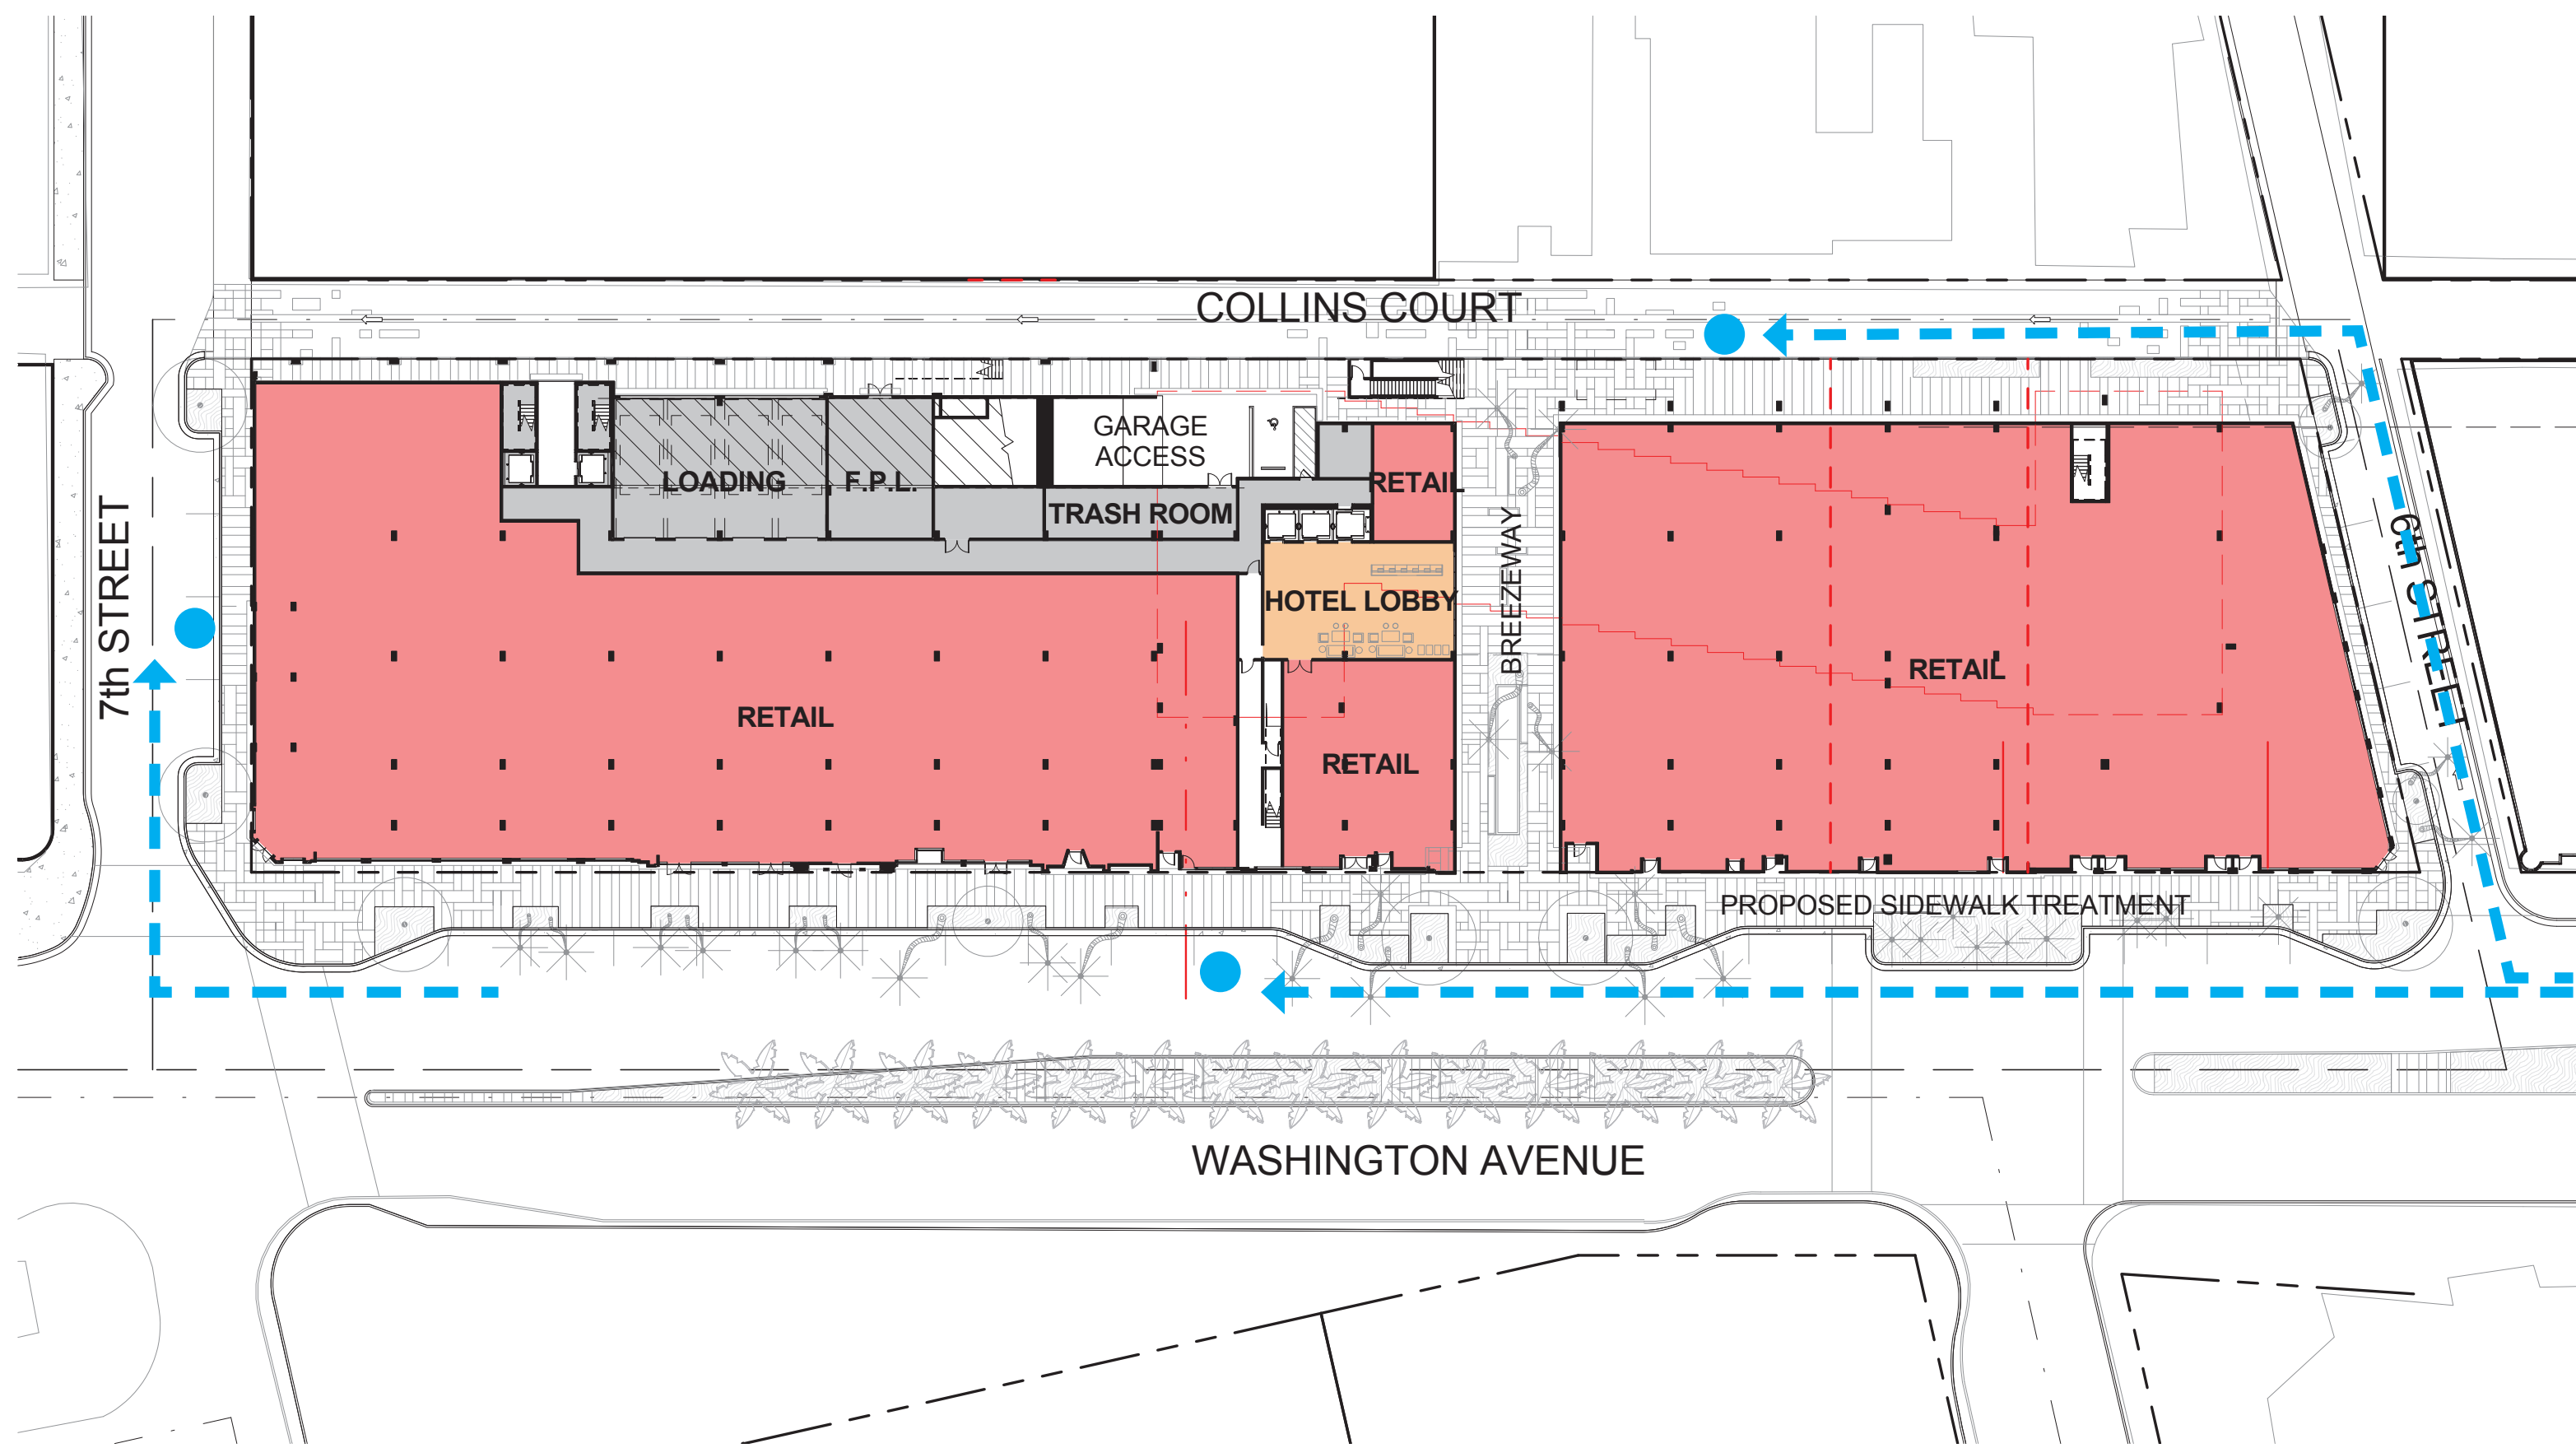 COLLINS COURT
GARAGE
ACCESS
LOADING
F.P.L.
RETAIL
TRASH ROOM
7th STREET
6th STREET
HOTEL LOBBY
BREEZEWAY
RETAIL
RETAIL
RETAIL
PROPOSED SIDEWALK TREATMENT
WASHINGTON AVENUE